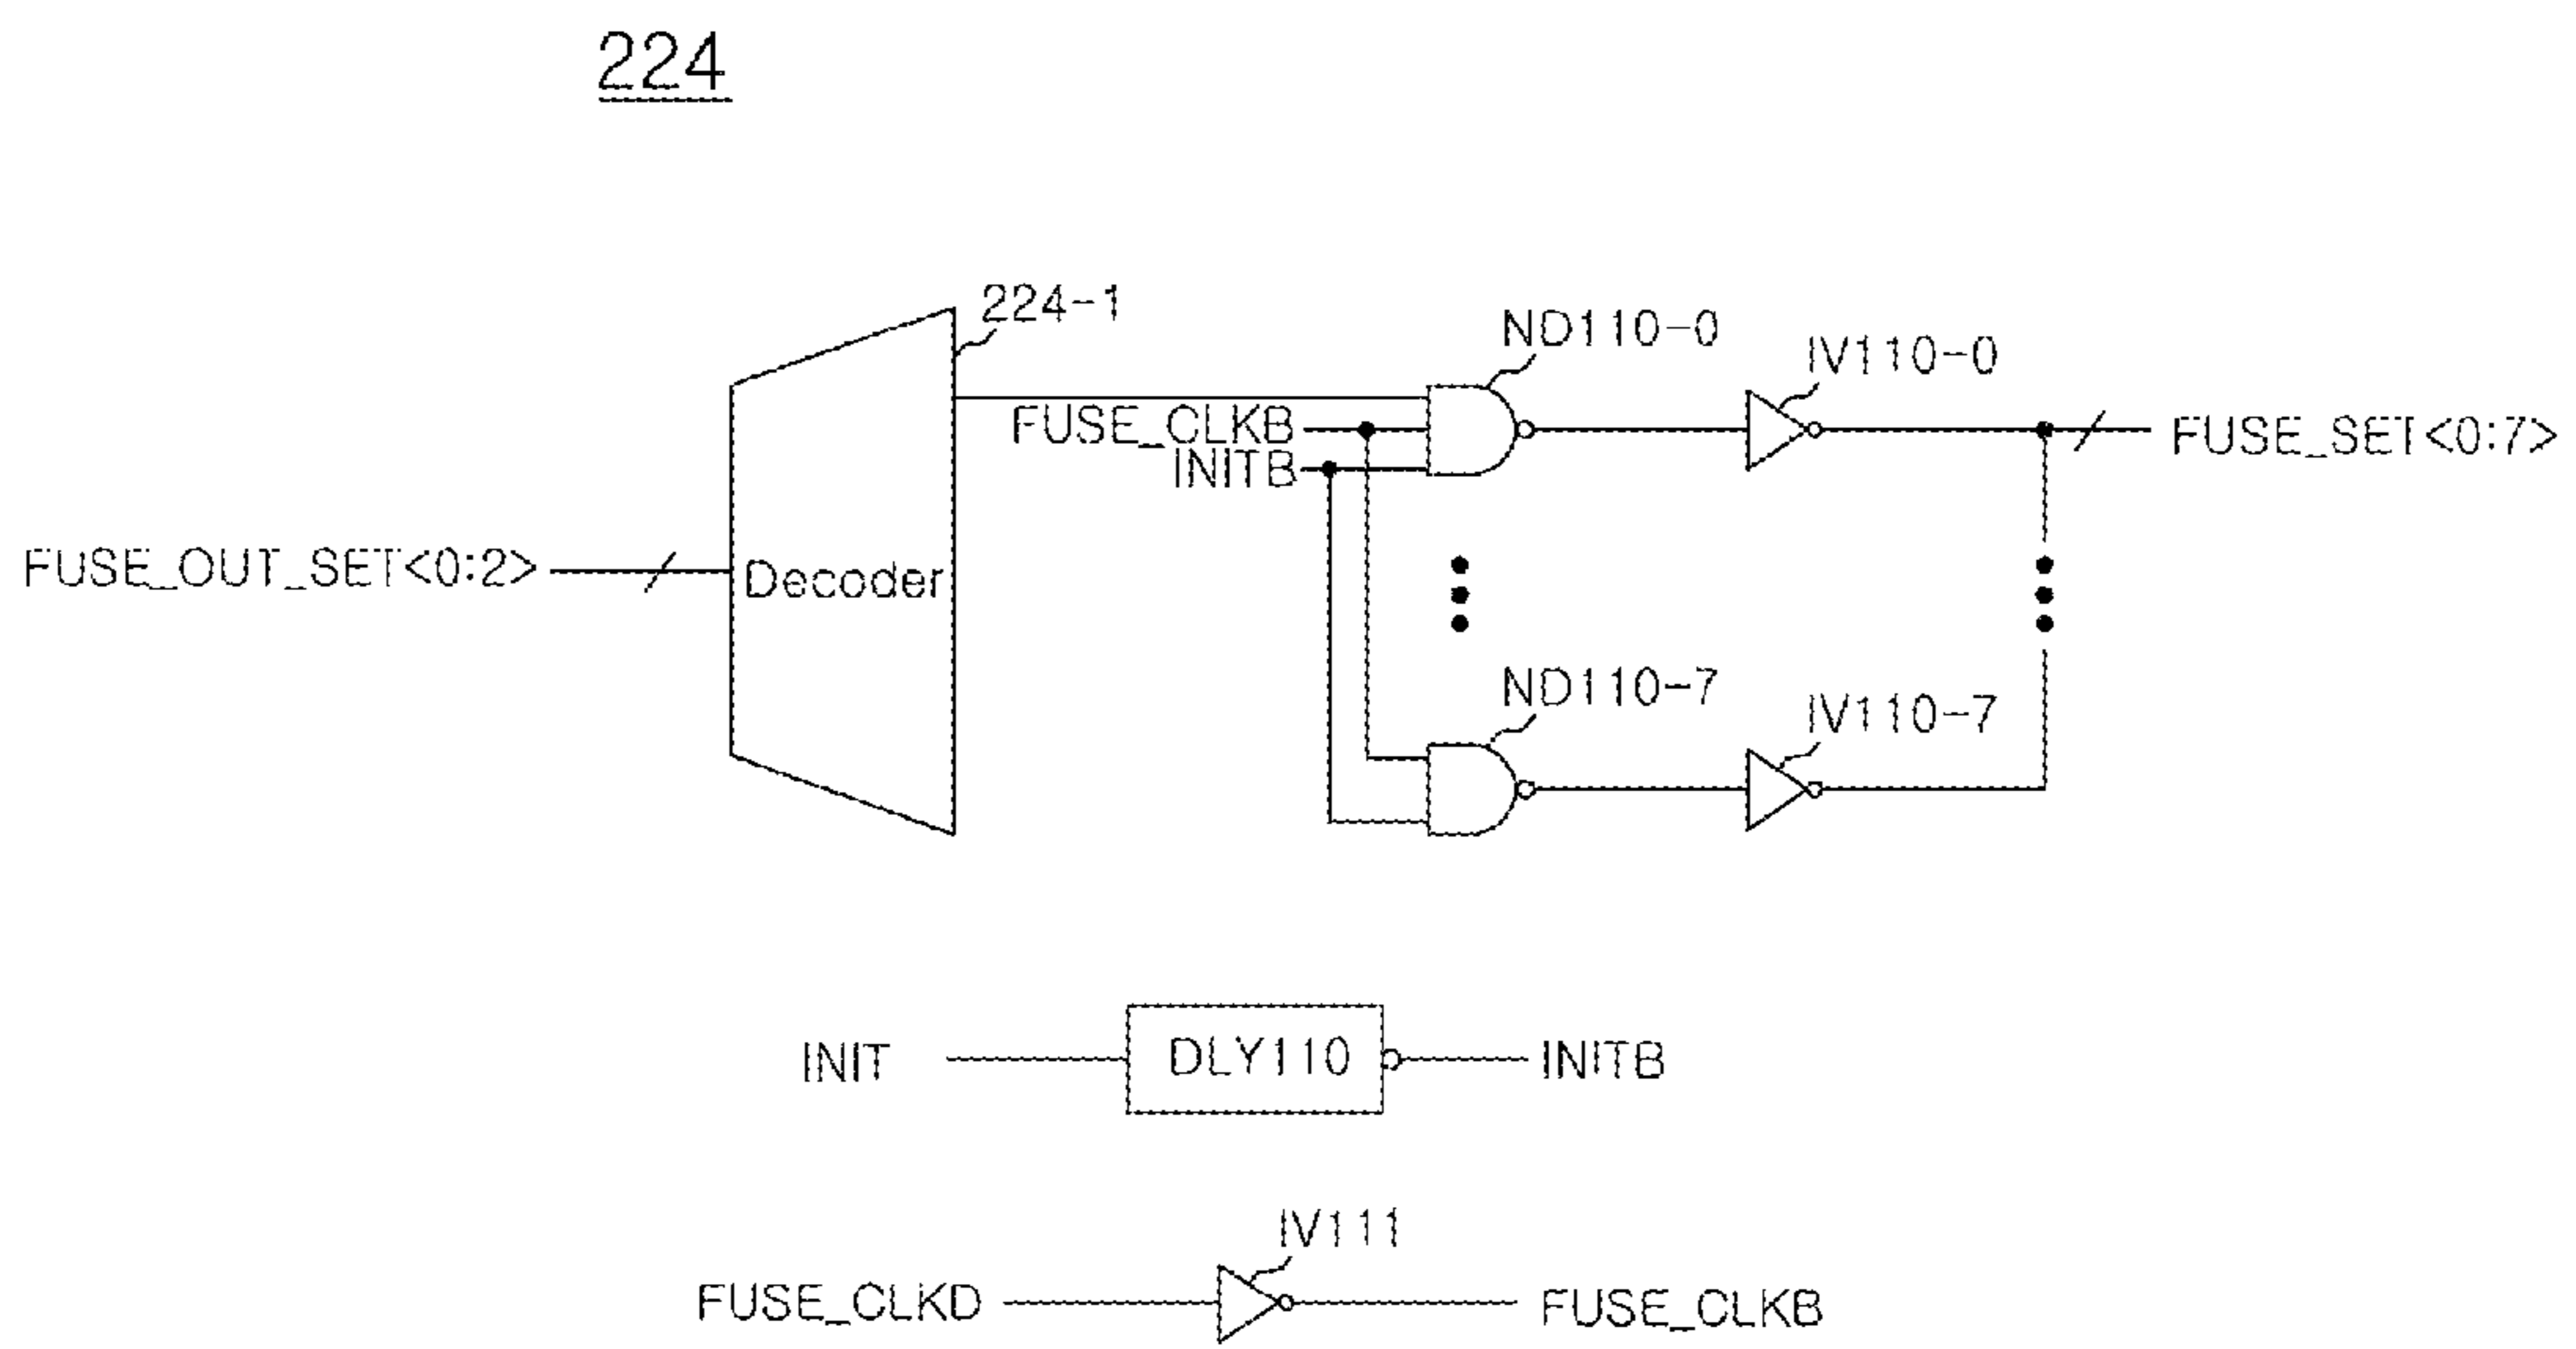 224
224-1
ND110-0
IV110-0
FUSE_CLKB
FUSE_SET<0:7>
INITB
FUSE_OUT_SET<0:2>
Decoder
ND110-7
IV110-7
INIT
DLY110
INITB
IV111
FUSE_CLKD
FUSE_CLKB